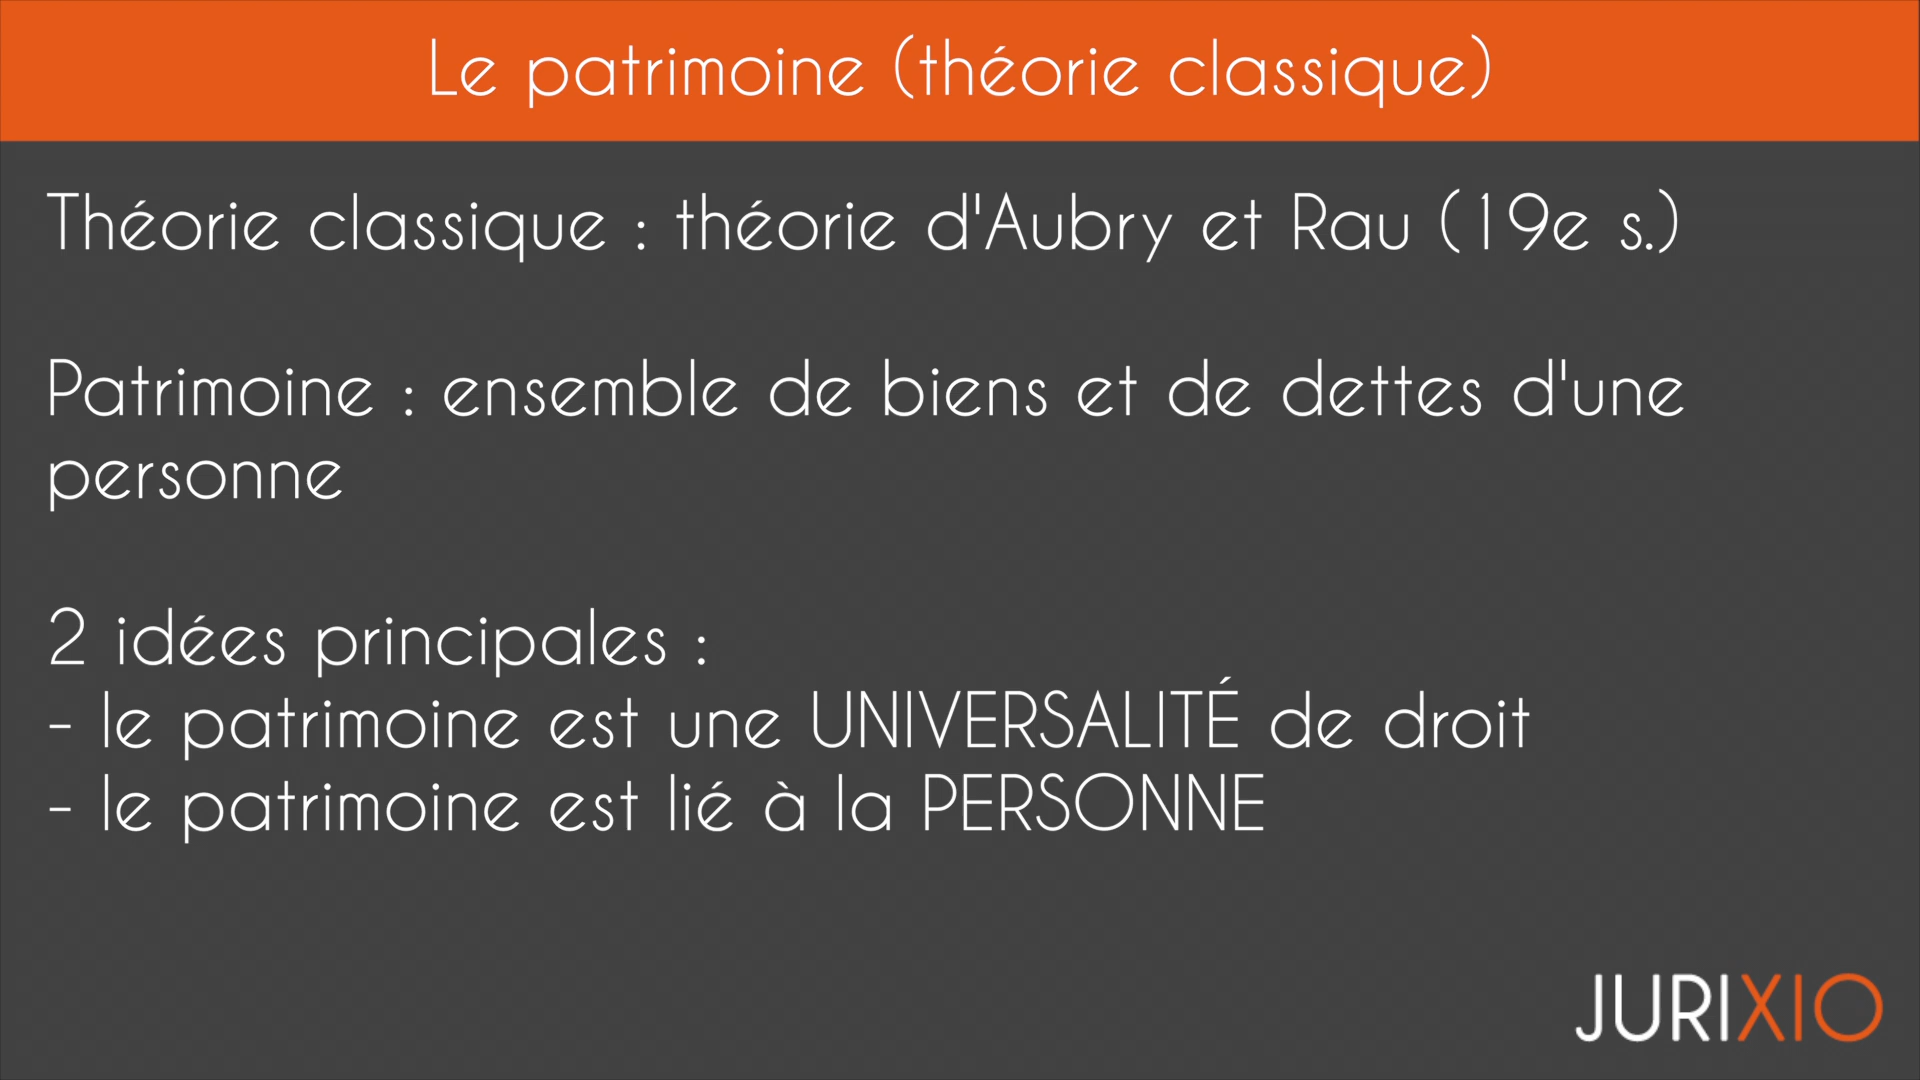 Le patrimoine (théorie classique)
Théorie classique : théorie d'Aubry et Rau (19e s.)
Patrimoine : ensemble de biens et de dettes d'une
personne
2 idées principales :
- le patrimoine est une UNIVERSALITÉ de droit
- le patrimoine est lié à la PERSONNE
JURIXIO